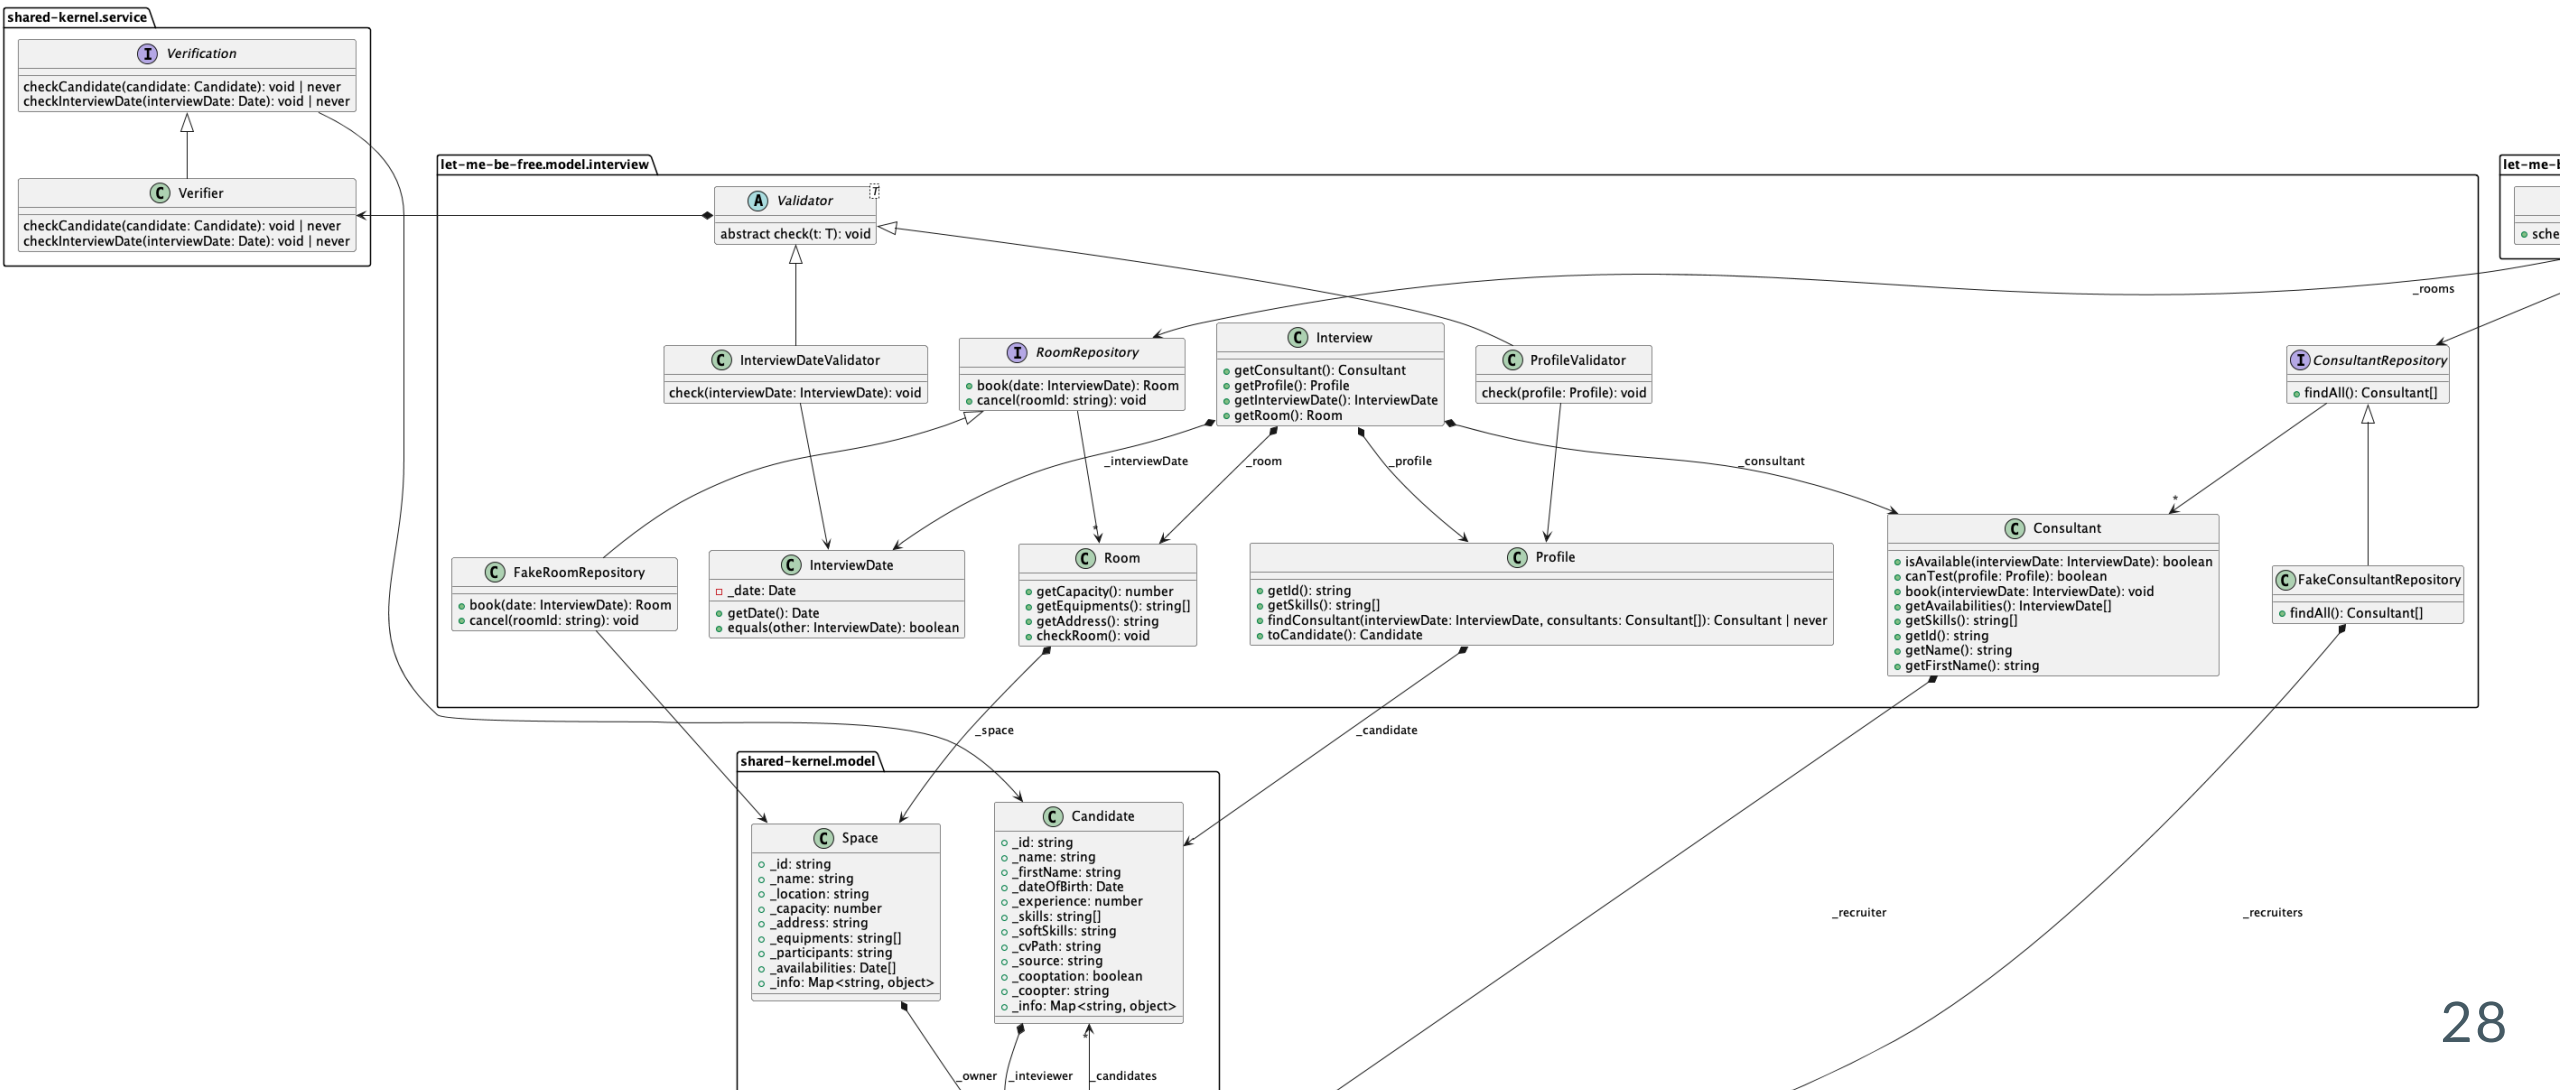 shared-kernel.service
I Verification
checkCandidate(candidate: Candidate): void | never
checkInterviewDate(interviewDate: Date): void | never
C Verifier
checkCandidate(candidate: Candidate): void | never
checkInterviewDate(interviewDate: Date): void | never
let-me-be-free.model.interview
A Validator
T
abstract check(t: T): void
let-me-b
sche
_rooms
C InterviewDateValidator
check(interviewDate: InterviewDate): void
I RoomRepository
book(date: InterviewDate): Room
cancel(roomId: string): void
C Interview
getConsultant(): Consultant
getProfile(): Profile
getInterviewDate(): InterviewDate
getRoom(): Room
C ProfileValidator
check(profile: Profile): void
I ConsultantRepository
findAll(): Consultant[]
_interviewDate
_room
_profile
_consultant
*
*
C FakeRoomRepository
book(date: InterviewDate): Room
cancel(roomId: string): void
C InterviewDate
_date: Date
getDate(): Date
equals(other: InterviewDate): boolean
C Room
getCapacity(): number
getEquipments(): string[]
getAddress(): string
checkRoom(): void
C Profile
getId(): string
getSkills(): string[]
findConsultant(interviewDate: InterviewDate, consultants: Consultant[]): Consultant | never
toCandidate(): Candidate
C Consultant
isAvailable(interviewDate: InterviewDate): boolean
canTest(profile: Profile): boolean
book(interviewDate: InterviewDate): void
getAvailabilities(): InterviewDate[]
getSkills(): string[]
getId(): string
getName(): string
getFirstName(): string
C FakeConsultantRepository
findAll(): Consultant[]
_space
_candidate
shared-kernel.model
C Space
_id: string
_name: string
_location: string
_capacity: number
_address: string
_equipments: string[]
_participants: string
_availabilities: Date[]
_info: Map<string, object>
C Candidate
_id: string
_name: string
_firstName: string
_dateOfBirth: Date
_experience: number
_skills: string[]
_softSkills: string
_cvPath: string
_source: string
_cooptation: boolean
_coopter: string
_info: Map<string, object>
_recruiter
_recruiters
*
_owner
_inteviewer
_candidates
28